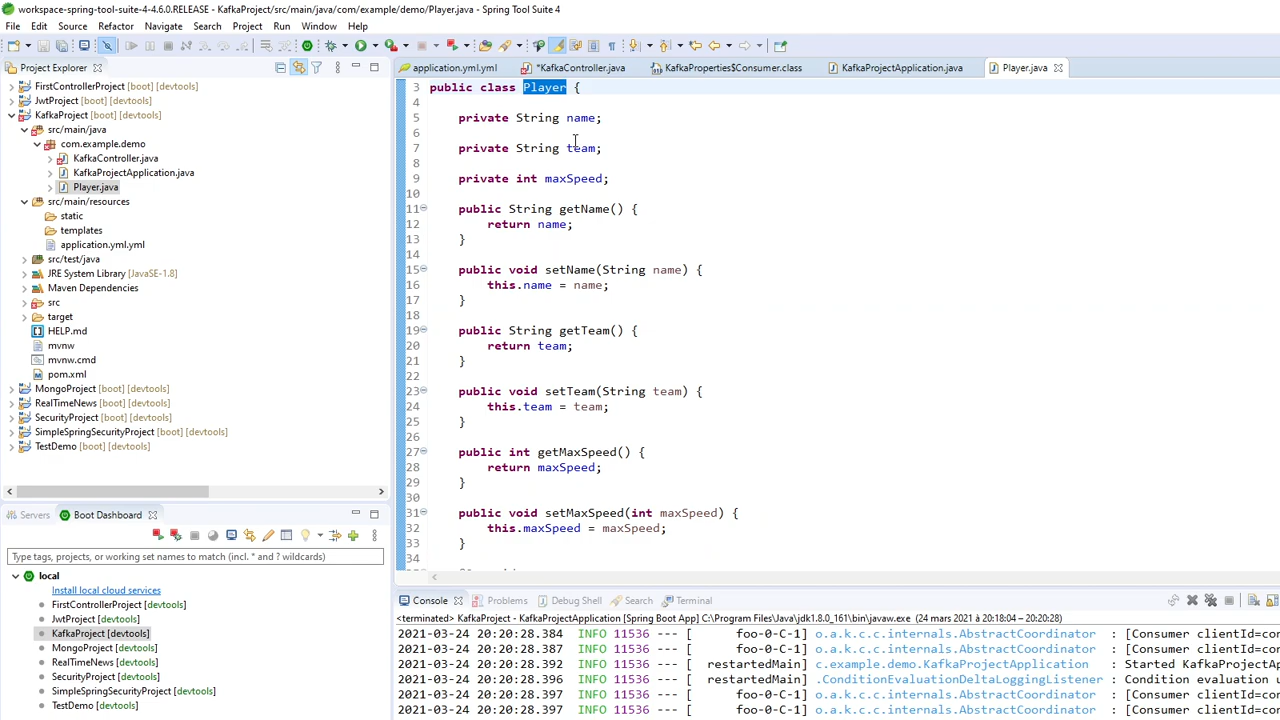 workspace-spring-tool-suite-4-4.6.0.RELEASE - KafkaProject/src/main/java/com/example/demo/Player.java - Spring Tool Suite 4
File Edit Source Refactor Navigate Search Project Run Window Help
Project Explorer
application.yml.yml *KafkaController.java KafkaProperties$Consumer.class KafkaProjectApplication.java Player.java
FirstControllerProject [boot] [devtools]
JwtProject [boot] [devtools]
KafkaProject [boot] [devtools]
src/main/java
com.example.demo
KafkaController.java
KafkaProjectApplication.java
Player.java
src/main/resources
static
templates
application.yml.yml
src/test/java
JRE System Library [JavaSE-1.8]
Maven Dependencies
src
target
HELP.md
mvnw
mvnw.cmd
pom.xml
MongoProject [boot] [devtools]
RealTimeNews [boot] [devtools]
SecurityProject [boot] [devtools]
SimpleSpringSecurityProject [boot] [devtools]
TestDemo [boot] [devtools]
3 public class Player {
4
5 private String name;
6
7 private String team;
8
9 private int maxSpeed;
10
11 public String getName() {
12 return name;
13 }
14
15 public void setName(String name) {
16 this.name = name;
17 }
18
19 public String getTeam() {
20 return team;
21 }
22
23 public void setTeam(String team) {
24 this.team = team;
25 }
26
27 public int getMaxSpeed() {
28 return maxSpeed;
29 }
30
31 public void setMaxSpeed(int maxSpeed) {
32 this.maxSpeed = maxSpeed;
33 }
34
Servers Boot Dashboard
Type tags, projects, or working set names to match (incl. * and ? wildcards)
local
Install local cloud services
FirstControllerProject [devtools]
JwtProject [devtools]
KafkaProject [devtools]
MongoProject [devtools]
RealTimeNews [devtools]
SecurityProject [devtools]
SimpleSpringSecurityProject [devtools]
TestDemo [devtools]
Console Problems Debug Shell Search Terminal
<terminated> KafkaProject - KafkaProjectApplication [Spring Boot App] C:\Program Files\Java\jdk1.8.0_161\bin\javaw.exe (24 mars 2021 à 20:18:04 – 20:20:28)
2021-03-24 20:20:28.384 INFO 11536 --- [ foo-0-C-1] o.a.k.c.c.internals.AbstractCoordinator : [Consumer clientId=con
2021-03-24 20:20:28.387 INFO 11536 --- [ foo-0-C-1] o.a.k.c.c.internals.AbstractCoordinator : [Consumer clientId=con
2021-03-24 20:20:28.392 INFO 11536 --- [ restartedMain] c.example.demo.KafkaProjectApplication : Started KafkaProjectAp
2021-03-24 20:20:28.396 INFO 11536 --- [ restartedMain] .ConditionEvaluationDeltaLoggingListener : Condition evaluation u
2021-03-24 20:20:28.397 INFO 11536 --- [ foo-0-C-1] o.a.k.c.c.internals.AbstractCoordinator : [Consumer clientId=con
2021-03-24 20:20:28.397 INFO 11536 --- [ foo-0-C-1] o.a.k.c.c.internals.AbstractCoordinator : [Consumer clientId=con